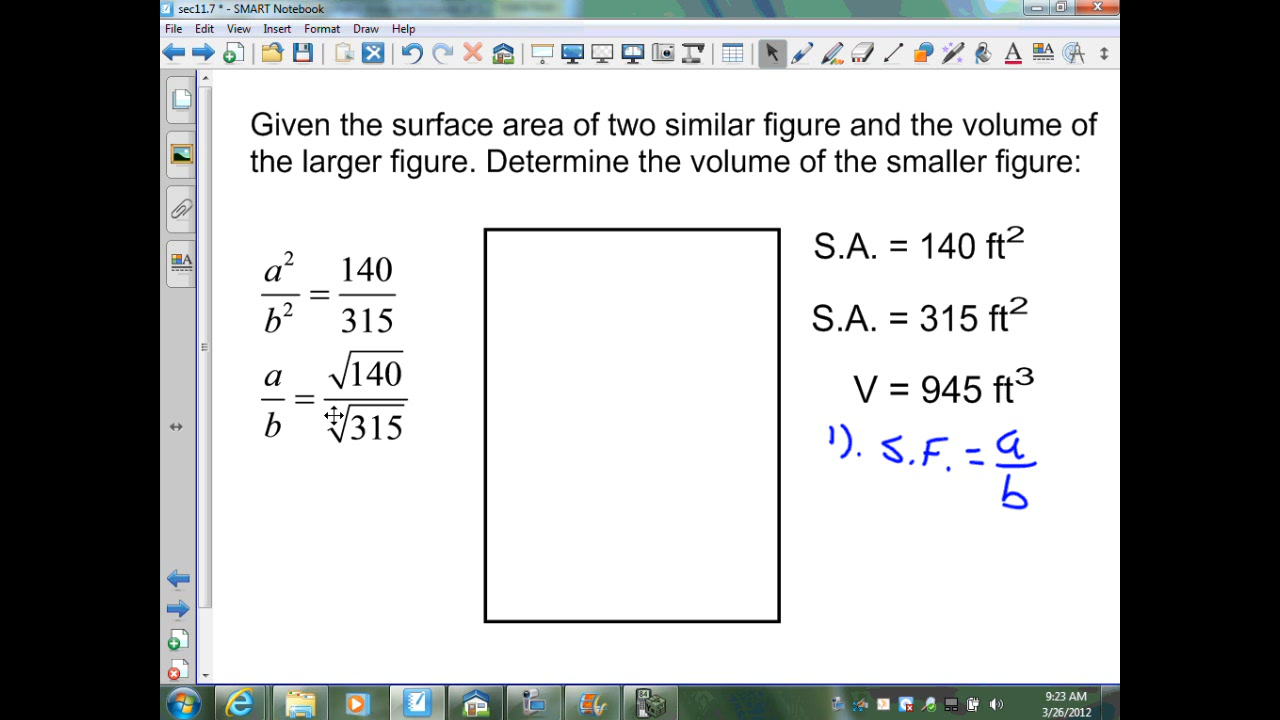 sec11.7 * - SMART Notebook
File Edit View Insert Format Draw Help
Given the surface area of two similar figure and the volume of
the larger figure. Determine the volume of the smaller figure:
a²/b² = 140/315
a/b = √140/√315
S.A. = 140 ft²
S.A. = 315 ft²
V = 945 ft³
1). S.F. = a/b
9:23 AM
3/26/2012